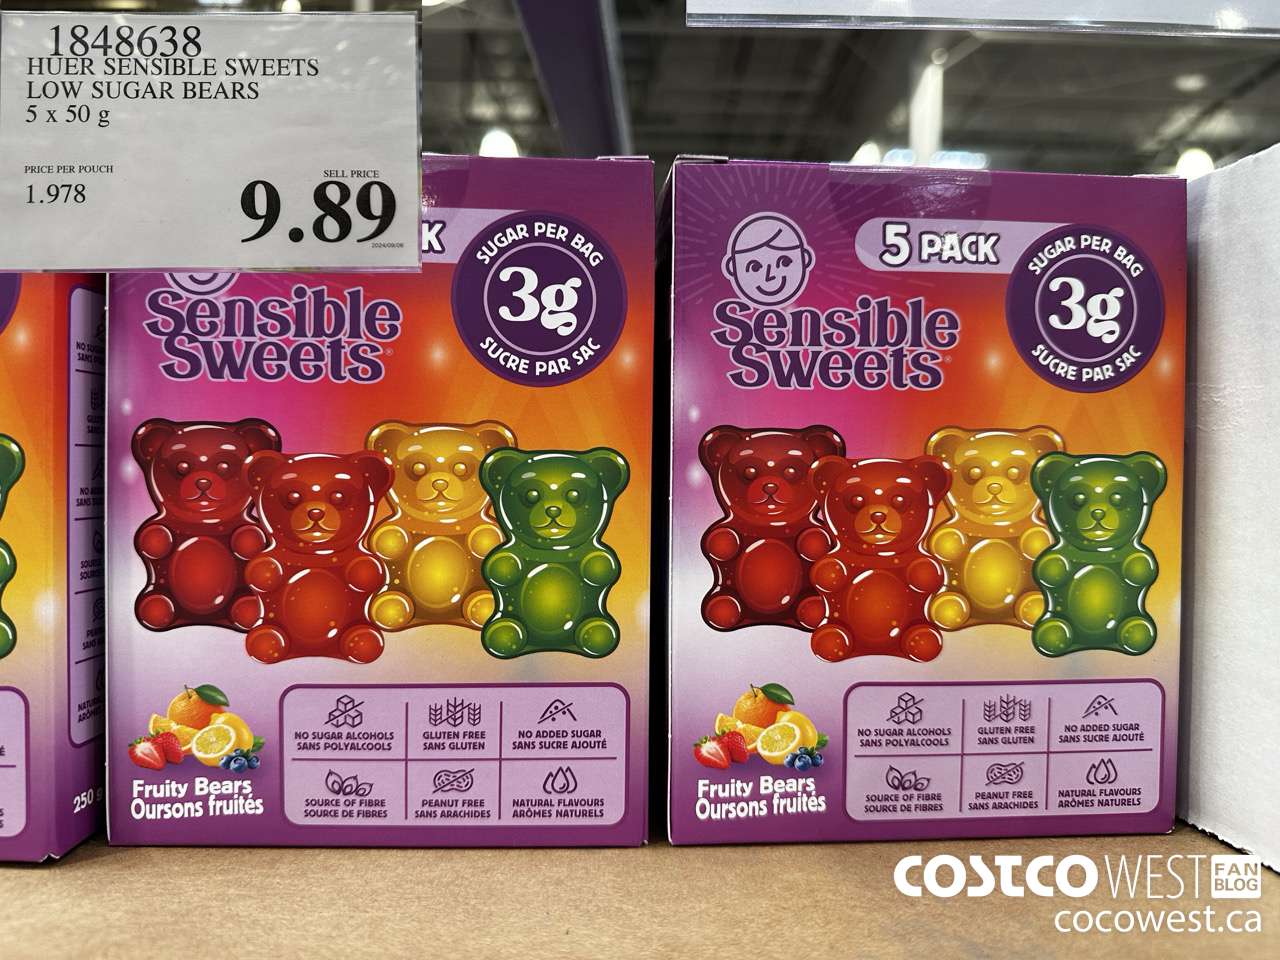 1848638
HUER SENSIBLE SWEETS
LOW SUGAR BEARS
5 x 50 g
PRICE PER POUCH
1.978
SELL PRICE
9.89
2024/09/06
K
SUGAR PER BAG
3g
SUCRE PAR SAC
Sensible
Sweets®
NO SUGAR ALCOHOLS
SANS POLYALCOOLS
GLUTEN FREE
SANS GLUTEN
NO ADDED SUGAR
SANS SUCRE AJOUTÉ
SOURCE OF FIBRE
SOURCE DE FIBRES
PEANUT FREE
SANS ARACHIDES
NATURAL FLAVOURS
ARÔMES NATURELS
Fruity Bears
Oursons fruités
5 PACK
SUGAR PER BAG
3g
SUCRE PAR SAC
Sensible
Sweets®
NO SUGAR ALCOHOLS
SANS POLYALCOOLS
GLUTEN FREE
SANS GLUTEN
NO ADDED SUGAR
SANS SUCRE AJOUTÉ
SOURCE OF FIBRE
SOURCE DE FIBRES
PEANUT FREE
SANS ARACHIDES
NATURAL FLAVOURS
ARÔMES NATURELS
Fruity Bears
Oursons fruités
250 g
COSTCO WEST FAN BLOG
cocowest.ca